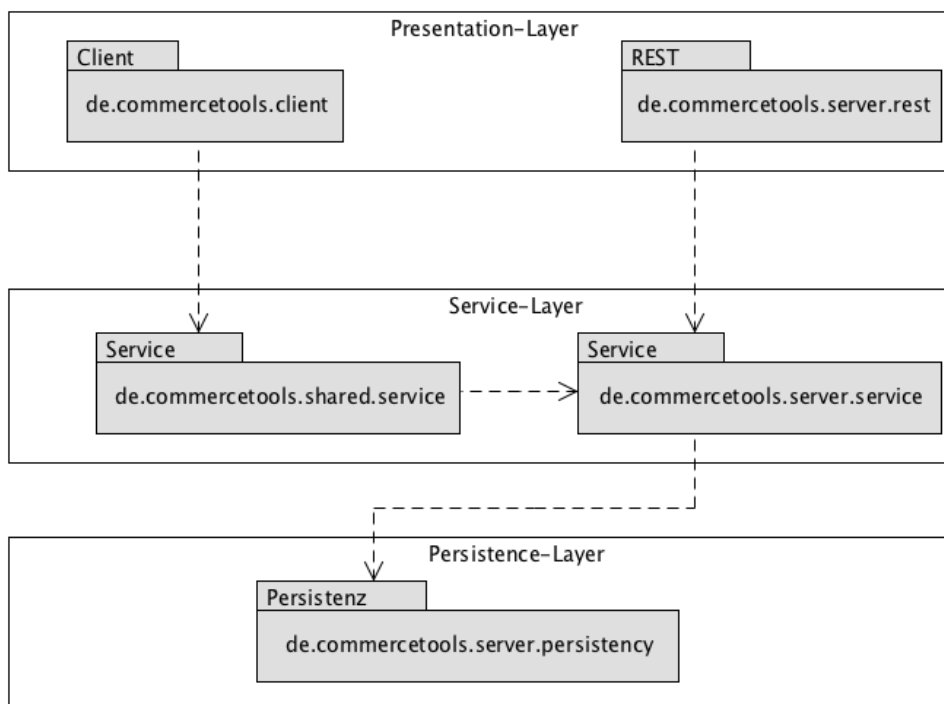 Presentation–Layer
Client
REST
de.commercetools.client
de.commercetools.server.rest
Service–Layer
Service
Service
de.commercetools.shared.service
de.commercetools.server.service
Persistence–Layer
Persistenz
de.commercetools.server.persistency